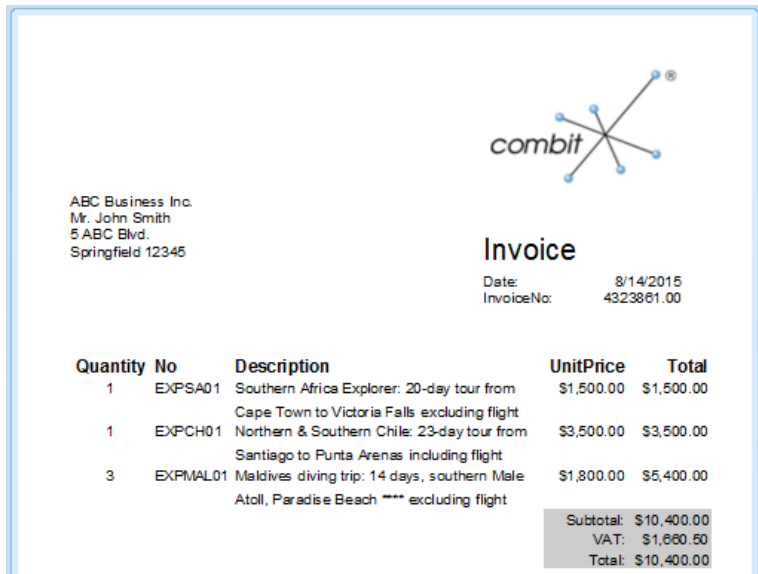 ®
combit
ABC Business Inc.
Mr. John Smith
5 ABC Blvd.
Springfield 12345
Invoice
Date: 8/14/2015
InvoiceNo: 4323861.00
Quantity No Description UnitPrice Total
1 EXPSA01 Southern Africa Explorer: 20-day tour from $1,500.00 $1,500.00
Cape Town to Victoria Falls excluding flight
1 EXPCH01 Northern & Southern Chile: 23-day tour from $3,500.00 $3,500.00
Santiago to Punta Arenas including flight
3 EXPMAL01 Maldives diving trip: 14 days, southern Male $1,800.00 $5,400.00
Atoll, Paradise Beach **** excluding flight
Subtotal: $10,400.00
VAT: $1,660.50
Total: $10,400.00